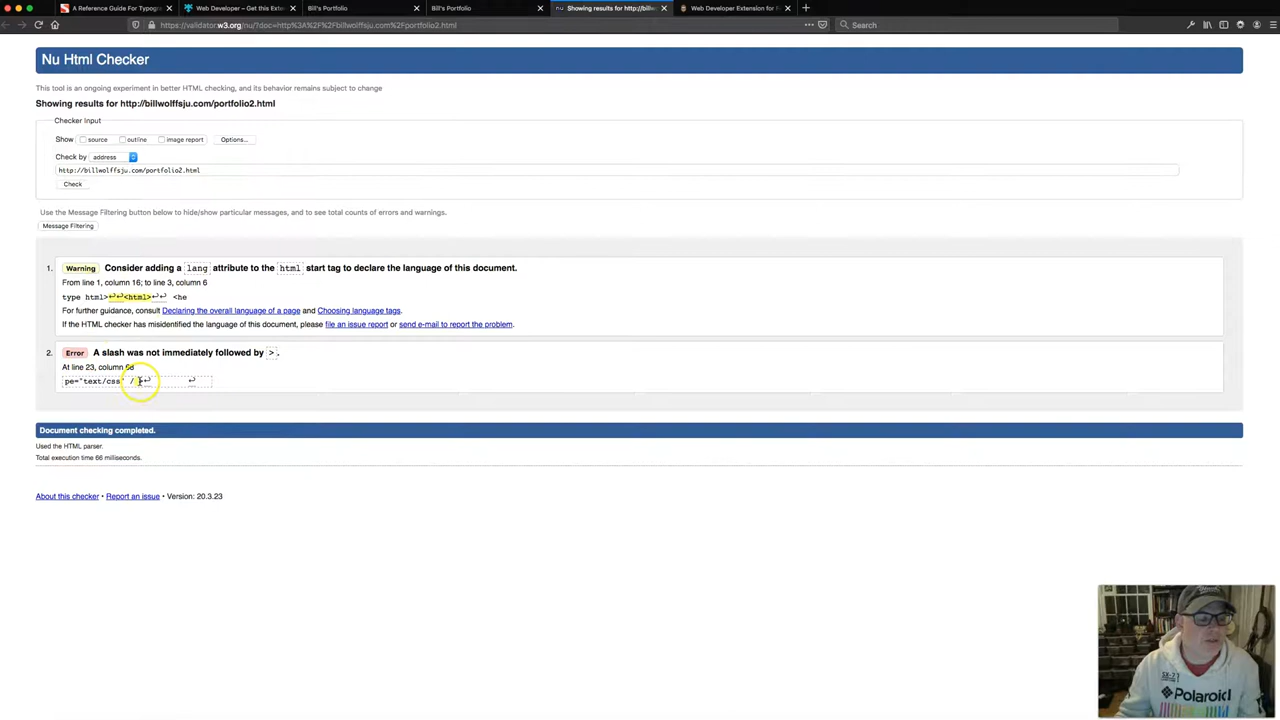 A Reference Guide For Typogra
Web Developer – Get this Exten
Bill's Portfolio
Bill's Portfolio
Showing results for http://billwo
Web Developer Extension for F
https://validator.w3.org/nu/?doc=http%3A%2F%2Fbillwolffsju.com%2Fportfolio2.html
Search
Nu Html Checker
This tool is an ongoing experiment in better HTML checking, and its behavior remains subject to change
Showing results for http://billwolffsju.com/portfolio2.html
Checker Input
Show source outline image report Options...
Check by address
http://billwolffsju.com/portfolio2.html
Check
Use the Message Filtering button below to hide/show particular messages, and to see total counts of errors and warnings.
Message Filtering
1. Warning Consider adding a lang attribute to the html start tag to declare the language of this document.
From line 1, column 16; to line 3, column 6
type html>↩↩<html>↩↩ <he
For further guidance, consult Declaring the overall language of a page and Choosing language tags.
If the HTML checker has misidentified the language of this document, please file an issue report or send e-mail to report the problem.
2. Error A slash was not immediately followed by >.
At line 23, column 68
pe="text/css" / >↩ ↩
Document checking completed.
Used the HTML parser.
Total execution time 66 milliseconds.
About this checker • Report an issue • Version: 20.3.23
SX-7
Polaroid